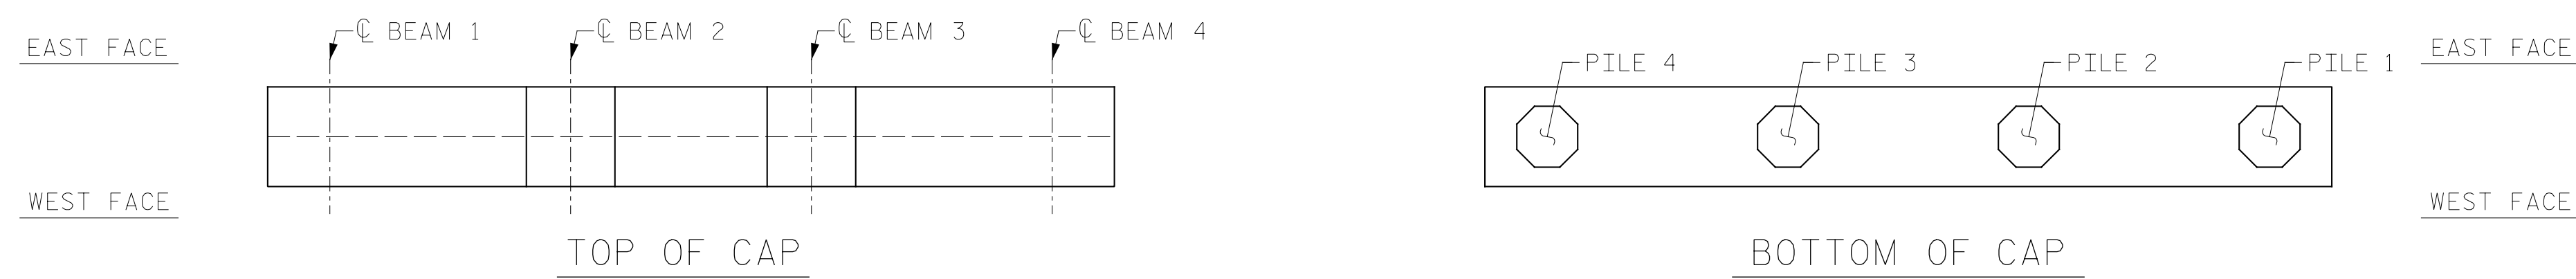 EAST FACE
℄ BEAM 1
℄ BEAM 2
℄ BEAM 3
℄ BEAM 4
WEST FACE
TOP OF CAP
PILE 4
PILE 3
PILE 2
PILE 1
EAST FACE
WEST FACE
BOTTOM OF CAP